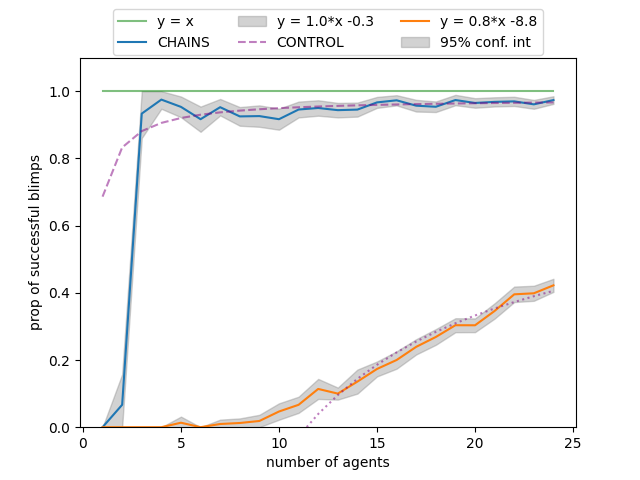 y = x y = 1.0*x -0.3 y = 0.8*x -8.8
CHAINS CONTROL 95% conf. int
1.0
0.8
0.6
0.4
0.2
0.0
prop of successful blimps
0 5 10 15 20 25
number of agents